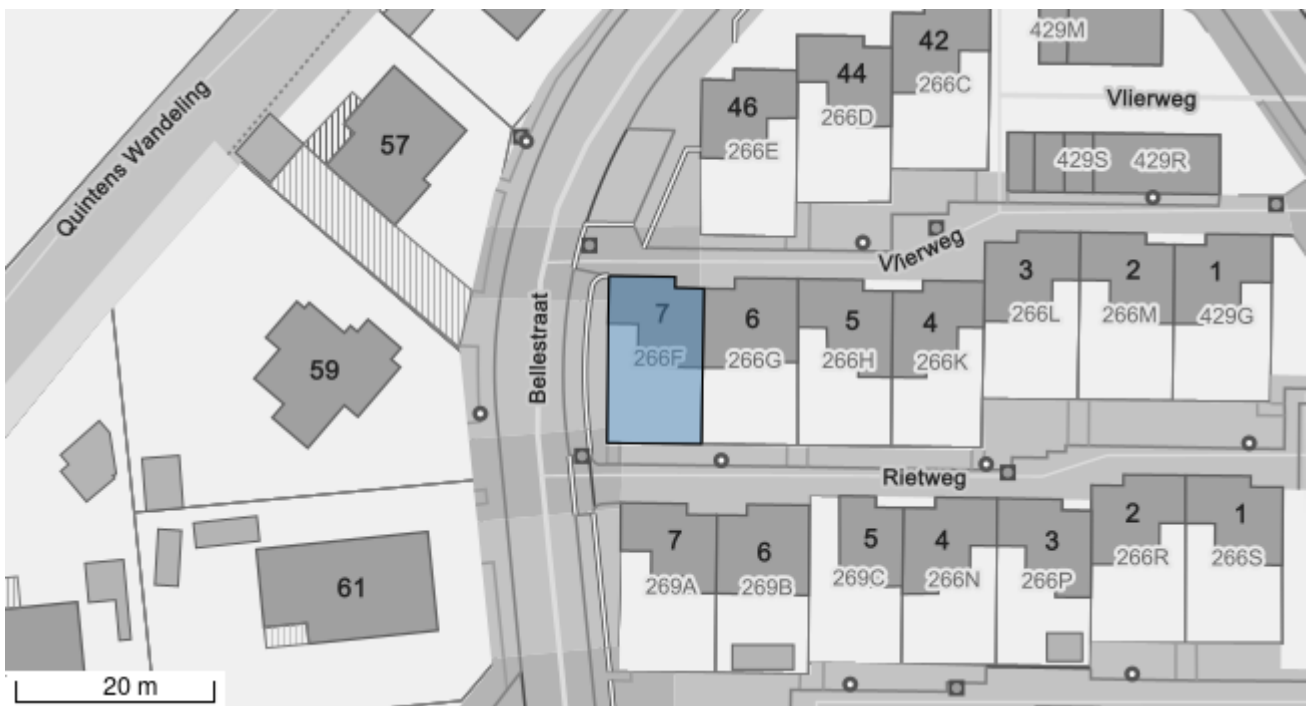 Quintens Wandeling
57
59
61
Bellestraat
46
266E
44
266D
42
266C
429M
Vlierweg
429S
429R
Vlierweg
7
266F
6
266G
5
266H
4
266K
3
266L
2
266M
1
429G
Rietweg
7
269A
6
269B
5
269C
4
266N
3
266P
2
266R
1
266S
20 m